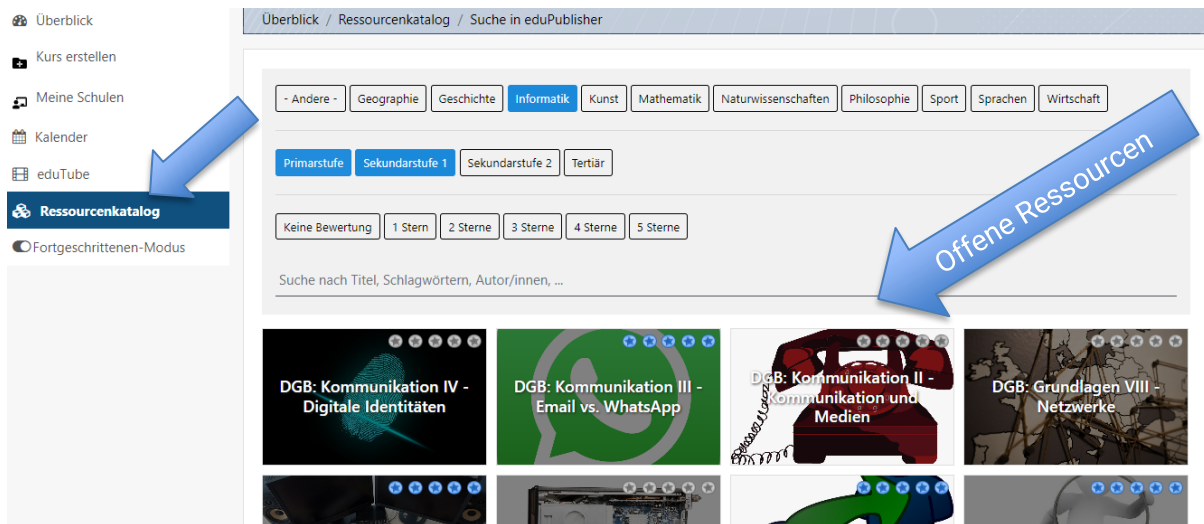 Überblick
Kurs erstellen
Meine Schulen
Kalender
eduTube
Ressourcenkatalog
Fortgeschrittenen-Modus
Überblick / Ressourcenkatalog / Suche in eduPublisher
- Andere - Geographie Geschichte Informatik Kunst Mathematik Naturwissenschaften Philosophie Sport Sprachen Wirtschaft
Primarstufe Sekundarstufe 1 Sekundarstufe 2 Tertiär
Keine Bewertung 1 Stern 2 Sterne 3 Sterne 4 Sterne 5 Sterne
Suche nach Titel, Schlagwörtern, Autor/innen, ...
Offene Ressourcen
DGB: Kommunikation IV -
Digitale Identitäten
DGB: Kommunikation III -
Email vs. WhatsApp
DGB: Kommunikation II -
Kommunikation und
Medien
DGB: Grundlagen VIII -
Netzwerke